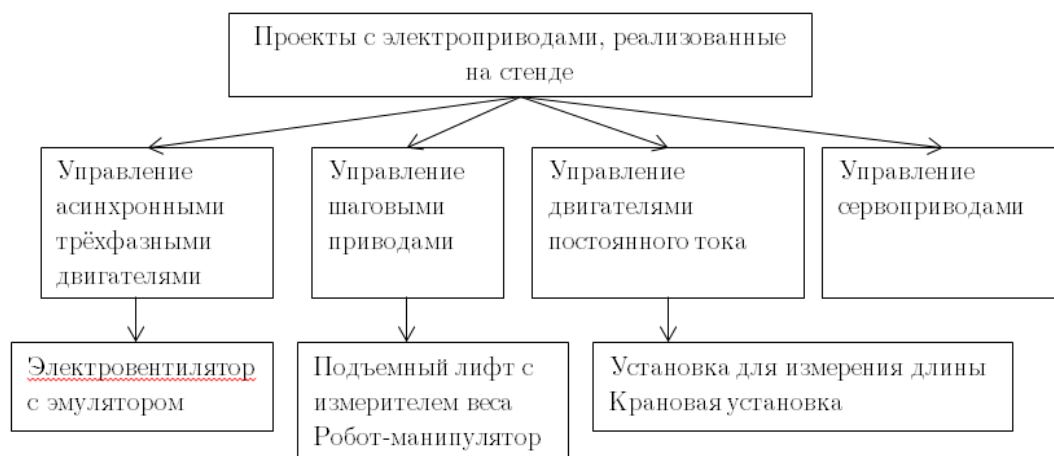 Проекты с электроприводами, реализованные
на стенде
Управление
асинхронными
трёхфазными
двигателями
Управление
шаговыми
приводами
Управление
двигателями
постоянного тока
Управление
сервоприводами
Электровентилятор
с эмулятором
Подъемный лифт с
измерителем веса
Робот-манипулятор
Установка для измерения длины
Крановая установка